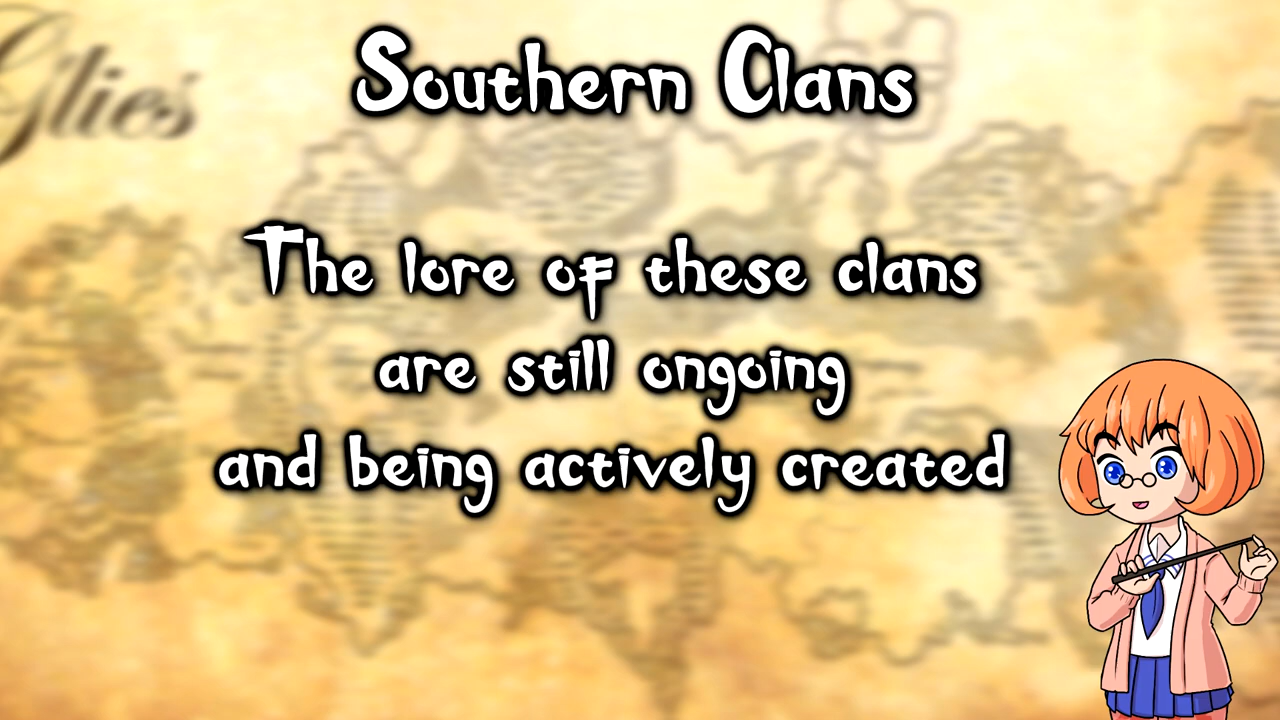 Southern Clans
The lore of these clans
are still ongoing
and being actively created